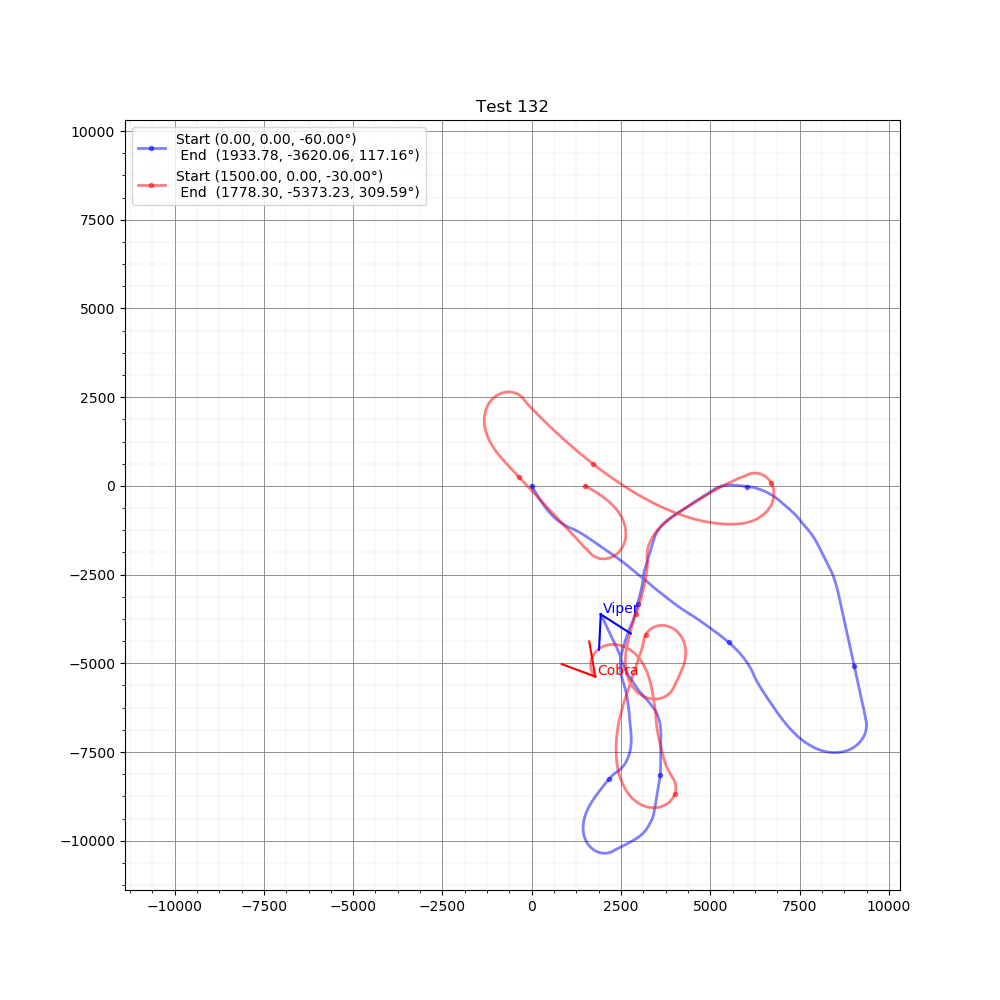 Test 132
Start (0.00, 0.00, -60.00°)
End  (1933.78, -3620.06, 117.16°)
Start (1500.00, 0.00, -30.00°)
End  (1778.30, -5373.23, 309.59°)
10000
7500
5000
2500
0
−2500
−5000
−7500
−10000
Viper
Cobra
−10000 −7500 −5000 −2500 0 2500 5000 7500 10000